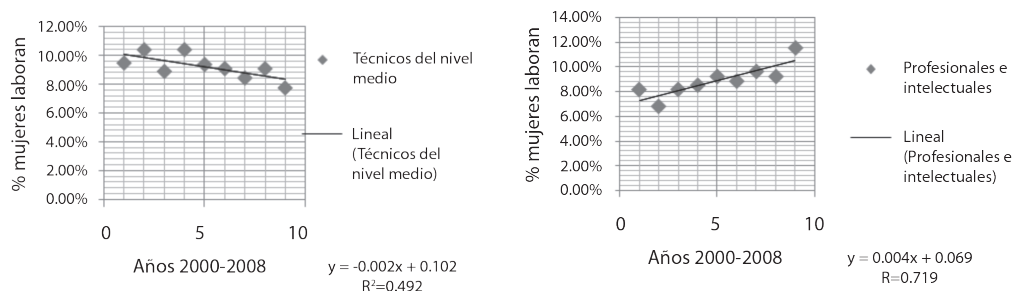 12.00%
10.00%
8.00%
6.00%
4.00%
2.00%
0.00%
% mujeres laboran
0 5 10
Años 2000-2008
Técnicos del nivel
medio
Lineal
(Técnicos del
nivel medio)
y = -0.002x + 0.102
R²=0.492
14.00%
12.00%
10.00%
8.00%
6.00%
4.00%
2.00%
0.00%
% mujeres laboran
0 5 10
Años 2000-2008
Profesionales e
intelectuales
Lineal
(Profesionales e
intelectuales)
y = 0.004x + 0.069
R=0.719